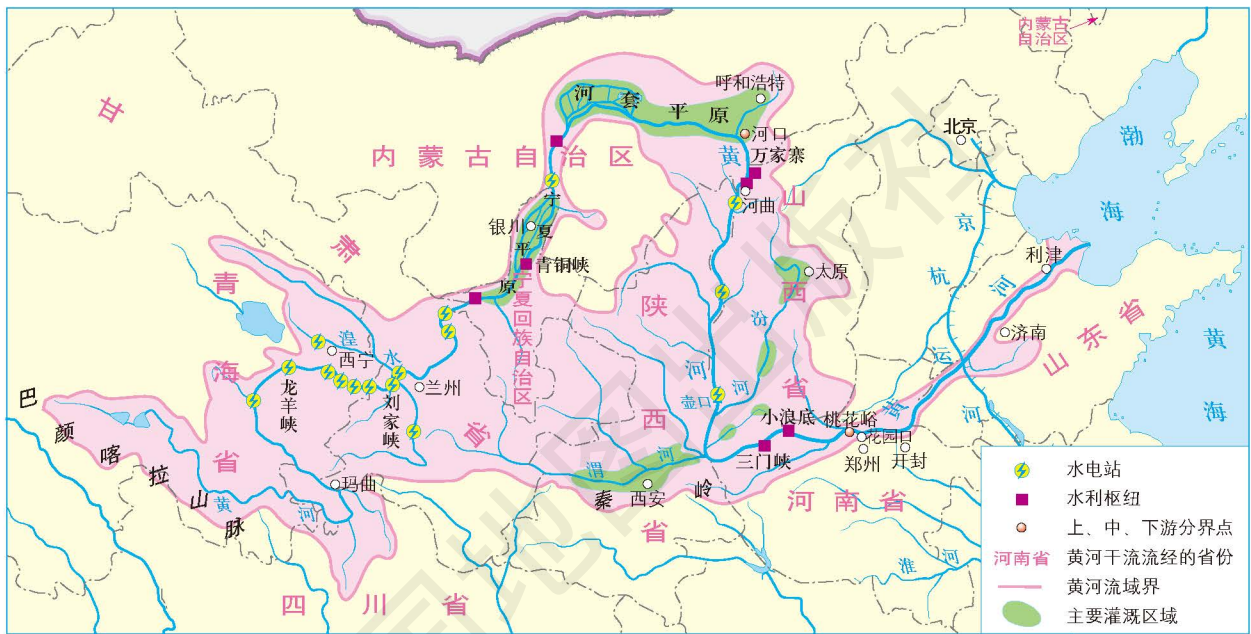 内蒙古
自治区
甘
肃
省
内蒙古自治区
呼和浩特
河套平原
河口
黄
河
万家寨
河曲
北京
渤
海
山
西
省
银川
宁
夏
平
原
青铜峡
宁夏回族自治区
太原
汾
河
京
杭
运
河
利津
黄
海
青
海
省
湟
水
西宁
兰州
龙羊峡
刘家峡
陕
西
省
壶口
济南
山东省
河
小浪底
桃花峪
花园口
郑州
开封
三门峡
巴
颜
喀
拉
山
脉
黄
河
玛曲
渭
河
西安
秦
岭
河南省
淮河
四川省
水电站
水利枢纽
上、中、下游分界点
河南省 黄河干流流经的省份
黄河流域界
主要灌溉区域